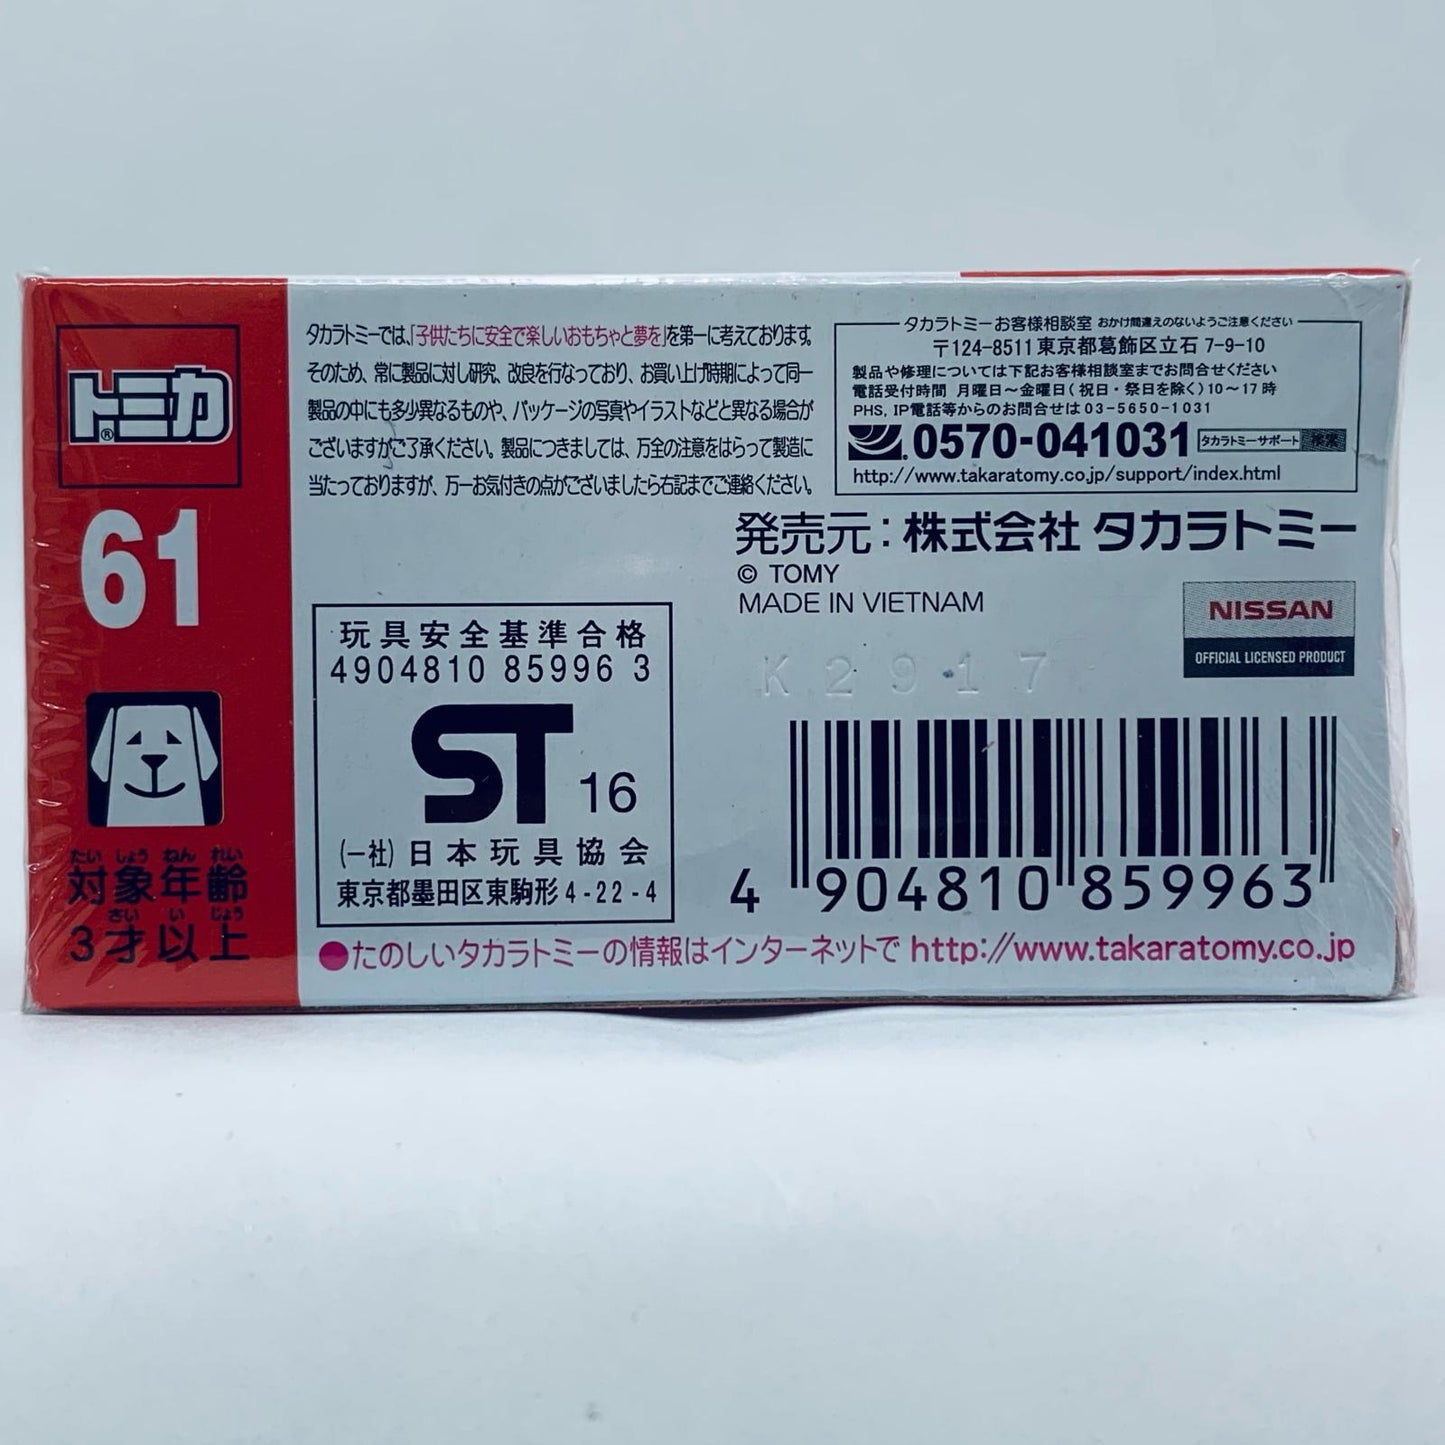 トミカ
®
61
たい しょう ねん れい
対象年齢
さい い じょう
3才以上
タカラトミーでは、「子供たちに安全で楽しいおもちゃと夢を」を第一に考えております。
そのため、常に製品に対し研究、改良を行なっており、お買い上げ時期によって同一
製品の中にも多少異なるものや、パッケージの写真やイラストなどと異なる場合が
ございますがご了承ください。製品につきましては、万全の注意をはらって製造に
当たっておりますが、万一お気付きの点がございましたら右記までご連絡ください。
タカラトミーお客様相談室 おかけ間違えのないようご注意ください
〒124-8511 東京都葛飾区立石 7-9-10
製品や修理については下記お客様相談室までお問合せください
電話受付時間 月曜日〜金曜日(祝日・祭日を除く)10〜17時
PHS, IP電話等からのお問合せは 03-5650-1031
0570-041031 タカラトミーサポート 検索
http://www.takaratomy.co.jp/support/index.html
発売元:株式会社 タカラトミー
© TOMY
MADE IN VIETNAM
NISSAN
OFFICIAL LICENSED PRODUCT
K2917
玩具安全基準合格
4904810 85996 3
ST 16
(一社)日本玩具協会
東京都墨田区東駒形 4-22-4
4 904810 859963
●たのしいタカラトミーの情報はインターネットで http://www.takaratomy.co.jp